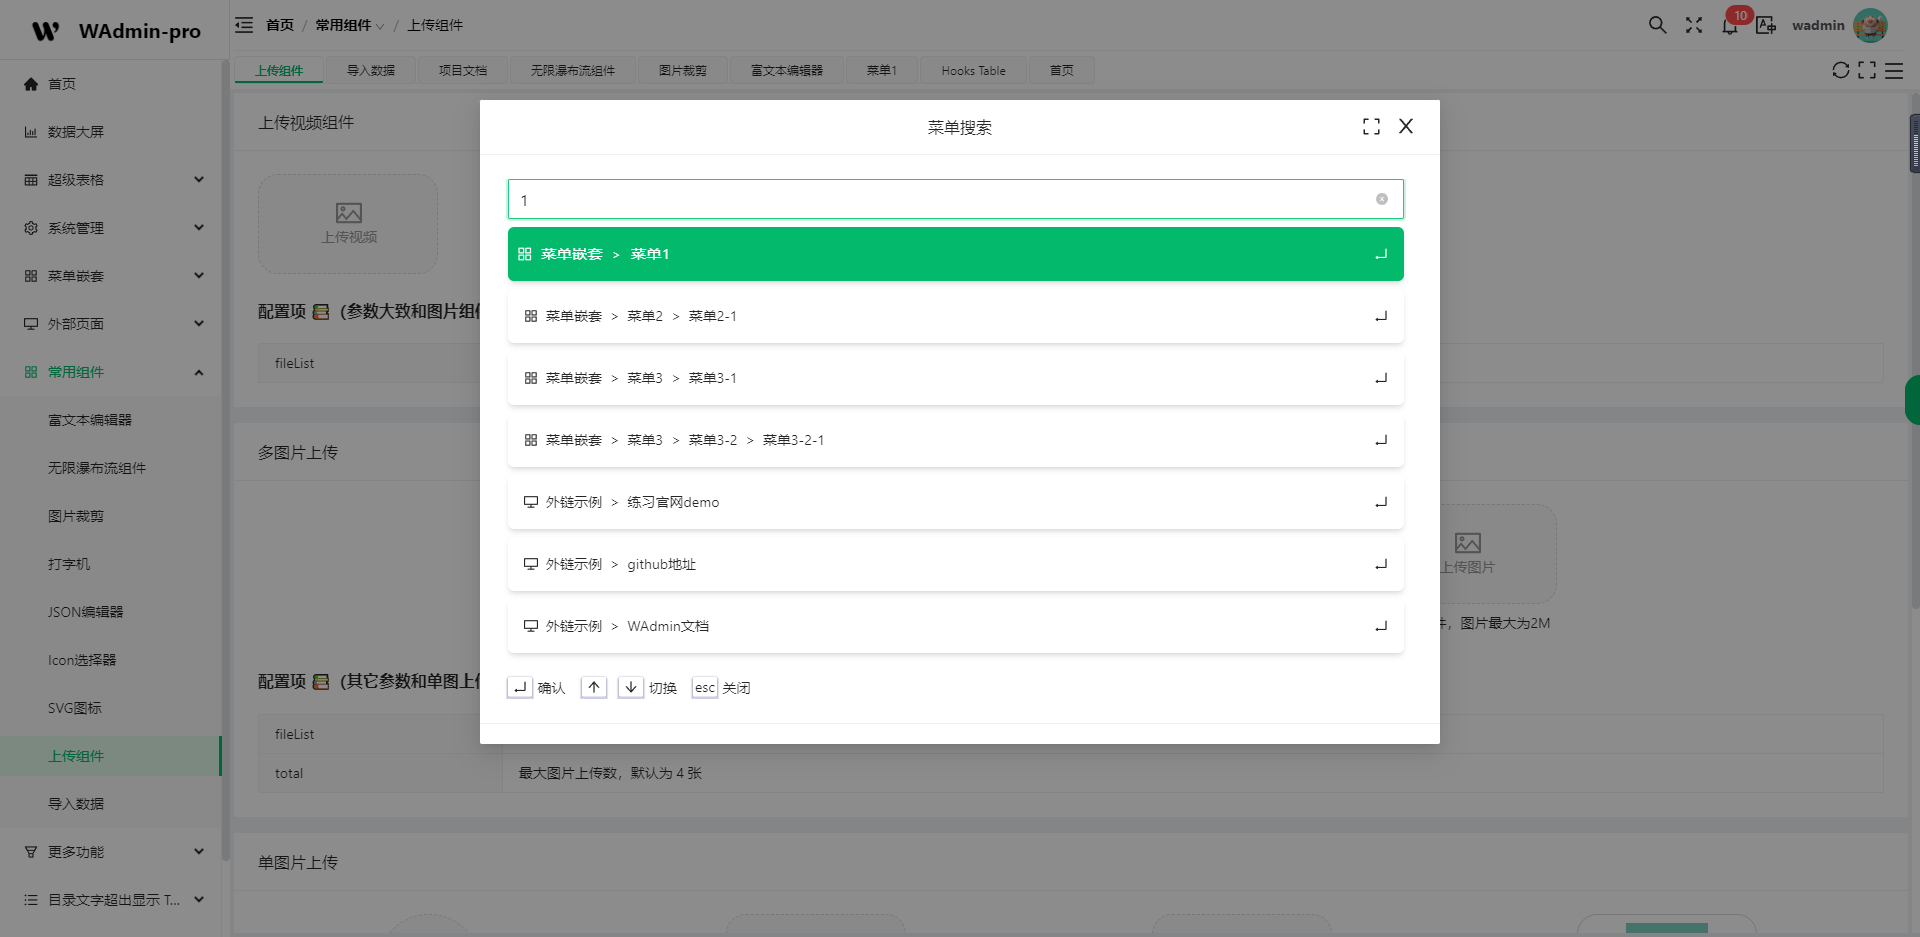 WAdmin-pro
首页 / 常用组件 / 上传组件
10
wadmin
上传组件 导入数据 项目文档 无限瀑布流组件 图片裁剪 富文本编辑器 菜单1 Hooks Table 首页
首页
数据大屏
超级表格
系统管理
菜单嵌套
外部页面
常用组件
富文本编辑器
无限瀑布流组件
图片裁剪
打字机
JSON编辑器
Icon选择器
SVG图标
上传组件
导入数据
更多功能
目录文字超出显示 T...
上传视频组件
上传视频
配置项 (参数大致和图片组
fileList
多图片上传
上传图片
，图片最大为2M
配置项 (其它参数和单图上
fileList
total 最大图片上传数，默认为 4 张
单图片上传
菜单搜索
1
菜单嵌套 > 菜单1
菜单嵌套 > 菜单2 > 菜单2-1
菜单嵌套 > 菜单3 > 菜单3-1
菜单嵌套 > 菜单3 > 菜单3-2 > 菜单3-2-1
外链示例 > 练习官网demo
外链示例 > github地址
外链示例 > WAdmin文档
确认 切换 esc 关闭